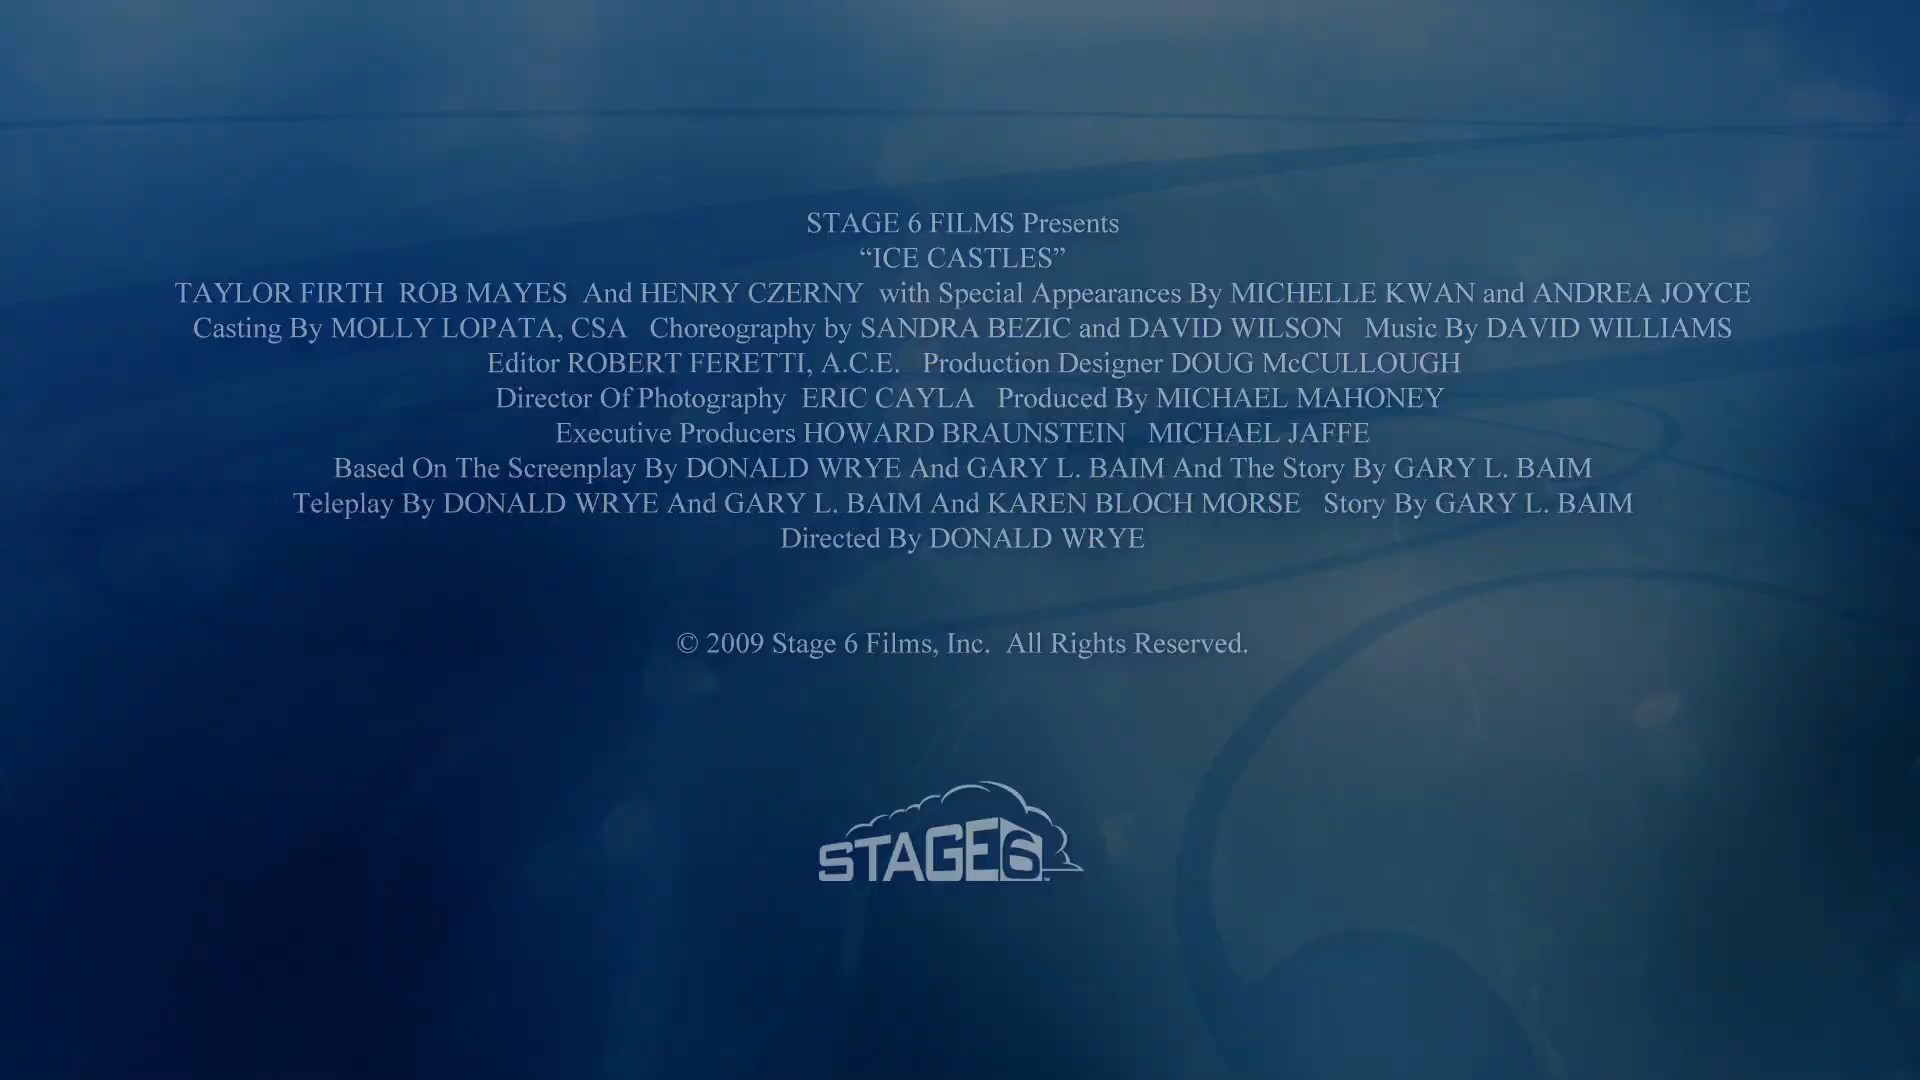 STAGE 6 FILMS Presents
“ICE CASTLES”
TAYLOR FIRTH ROB MAYES And HENRY CZERNY with Special Appearances By MICHELLE KWAN and ANDREA JOYCE
Casting By MOLLY LOPATA, CSA Choreography by SANDRA BEZIC and DAVID WILSON Music By DAVID WILLIAMS
Editor ROBERT FERETTI, A.C.E. Production Designer DOUG McCULLOUGH
Director Of Photography ERIC CAYLA Produced By MICHAEL MAHONEY
Executive Producers HOWARD BRAUNSTEIN MICHAEL JAFFE
Based On The Screenplay By DONALD WRYE And GARY L. BAIM And The Story By GARY L. BAIM
Teleplay By DONALD WRYE And GARY L. BAIM And KAREN BLOCH MORSE Story By GARY L. BAIM
Directed By DONALD WRYE
© 2009 Stage 6 Films, Inc. All Rights Reserved.
STAGE 6™